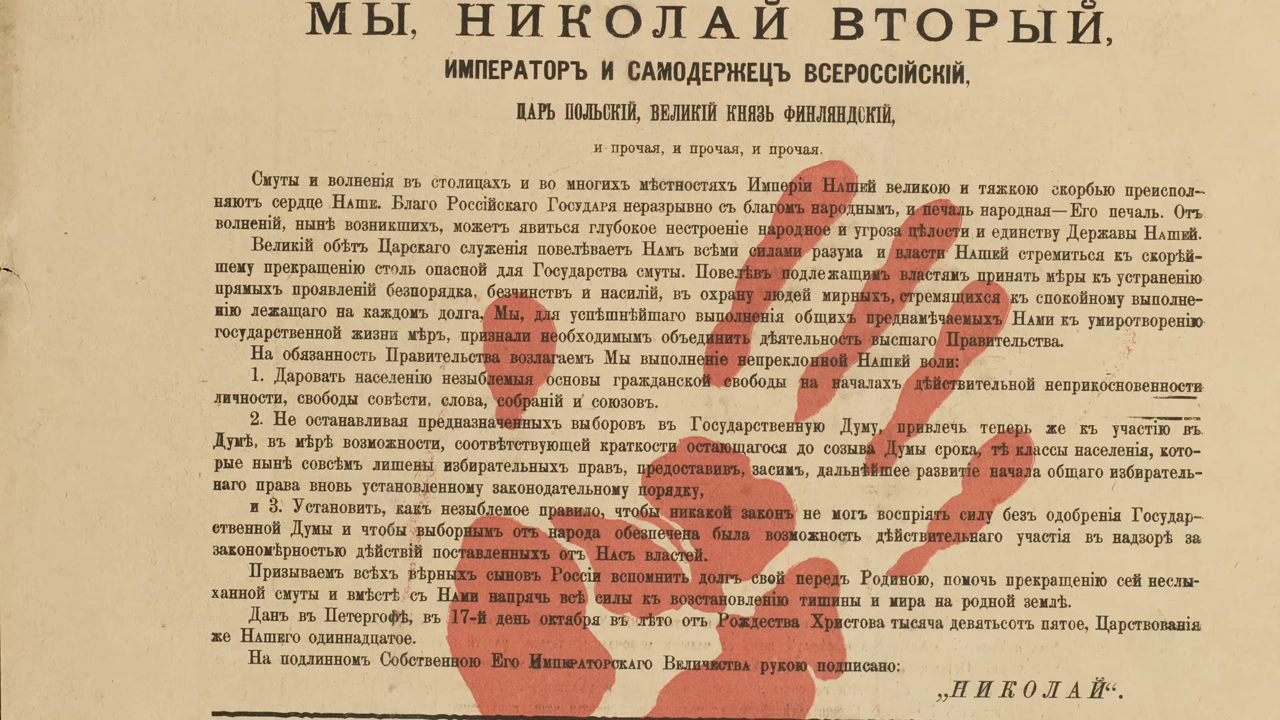 МЫ, НИКОЛАЙ ВТОРЫЙ,
ИМПЕРАТОРЪ И САМОДЕРЖЕЦЪ ВСЕРОССІЙСКІЙ,
ЦАРЬ ПОЛЬСКІЙ, ВЕЛИКІЙ КНЯЗЬ ФИНЛЯНДСКІЙ,
и прочая, и прочая, и прочая.
Смуты и волненія въ столицахъ и во многихъ мѣстностяхъ Имперіи Нашей великою и тяжкою скорбью преиспол-
няютъ сердце Наше. Благо Россійскаго Государя неразрывно съ благомъ народнымъ, и печаль народная—Его печаль. Отъ
волненій, нынѣ возникшихъ, можетъ явиться глубокое нестроеніе народное и угроза цѣлости и единству Державы Нашей.
Великій обѣтъ Царскаго служенія повелѣваетъ Намъ всѣми силами разума и власти Нашей стремиться къ скорѣй-
шему прекращенію столь опасной для Государства смуты. Повелѣвъ подлежащимъ властямъ принять мѣры къ устраненію
прямыхъ проявленій безпорядка, безчинствъ и насилій, въ охрану людей мирныхъ, стремящихся къ спокойному выполне-
нію лежащаго на каждомъ долга, Мы, для успѣшнѣйшаго выполненія общихъ преднамѣчаемыхъ Нами къ умиротворенію
государственной жизни мѣръ, признали необходимымъ объединить дѣятельность высшаго Правительства.
На обязанность Правительства возлагаемъ Мы выполненіе непреклонной Нашей воли:
1. Даровать населенію незыблемыя основы гражданской свободы на началахъ дѣйствительной неприкосновенности
личности, свободы совѣсти, слова, собраній и союзовъ.
2. Не останавливая предназначенныхъ выборовъ въ Государственную Думу, привлечь теперь же къ участію въ
Думѣ, въ мѣрѣ возможности, соотвѣтствующей краткости остающагося до созыва Думы срока, тѣ классы населенія, кото-
рые нынѣ совсѣмъ лишены избирательныхъ правъ, предоставивъ, засимъ, дальнѣйшее развитіе начала общаго избиратель-
наго права вновь установленному законодательному порядку,
и 3. Установить, какъ незыблемое правило, чтобы никакой законъ не могъ воспріять силу безъ одобренія Государ-
ственной Думы и чтобы выборнымъ отъ народа обезпечена была возможность дѣйствительнаго участія въ надзорѣ за
закономѣрностью дѣйствій поставленныхъ отъ Насъ властей.
Призываемъ всѣхъ вѣрныхъ сыновъ Россіи вспомнить долгъ свой передъ Родиною, помочь прекращенію сей неслы-
ханной смуты и вмѣстѣ съ Нами напрячь всѣ силы къ возстановленію тишины и мира на родной землѣ.
Данъ въ Петергофѣ, въ 17-й день октября въ лѣто отъ Рождества Христова тысяча девятьсотъ пятое, Царствованія
же Нашего одиннадцатое.
На подлинномъ Собственною Его Императорскаго Величества рукою подписано:
„НИКОЛАЙ“.